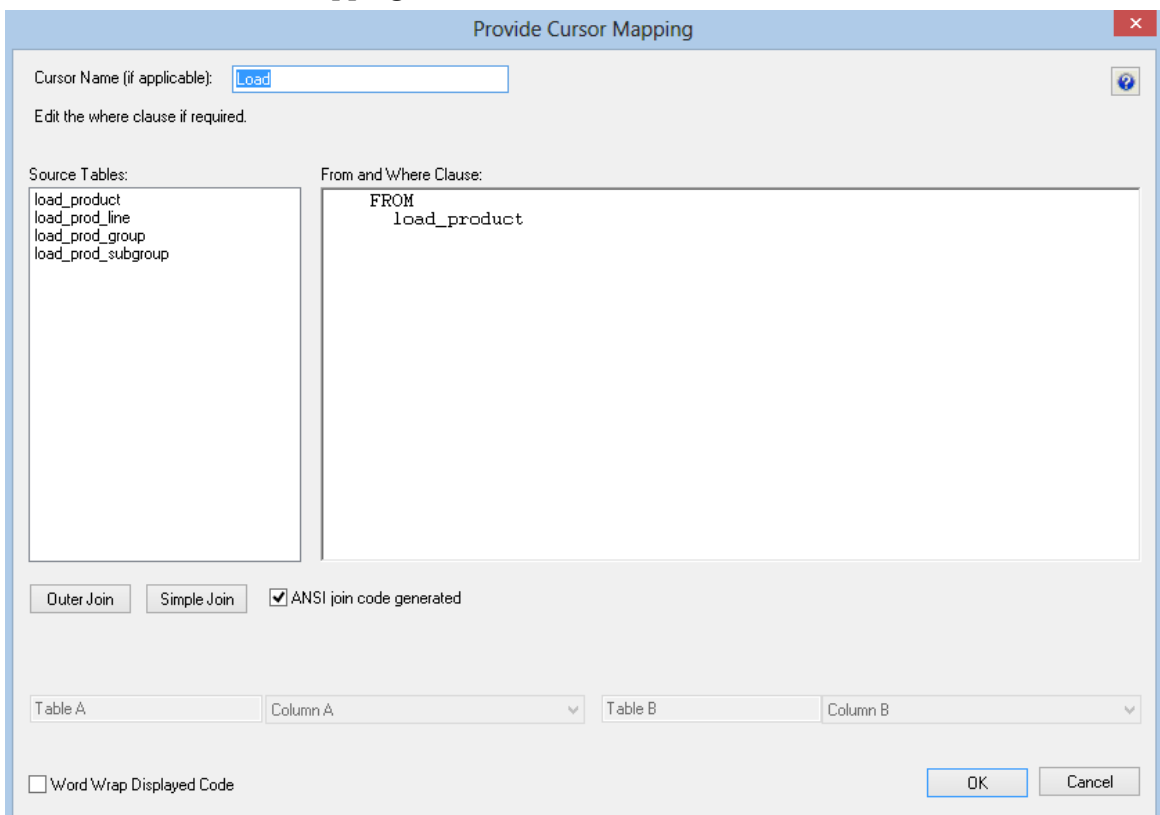 Provide Cursor Mapping
Cursor Name (if applicable): Load
Edit the where clause if required.
Source Tables:
load_product
load_prod_line
load_prod_group
load_prod_subgroup
From and Where Clause:
FROM
load_product
Outer Join
Simple Join
ANSI join code generated
Table A
Column A
Table B
Column B
Word Wrap Displayed Code
OK
Cancel